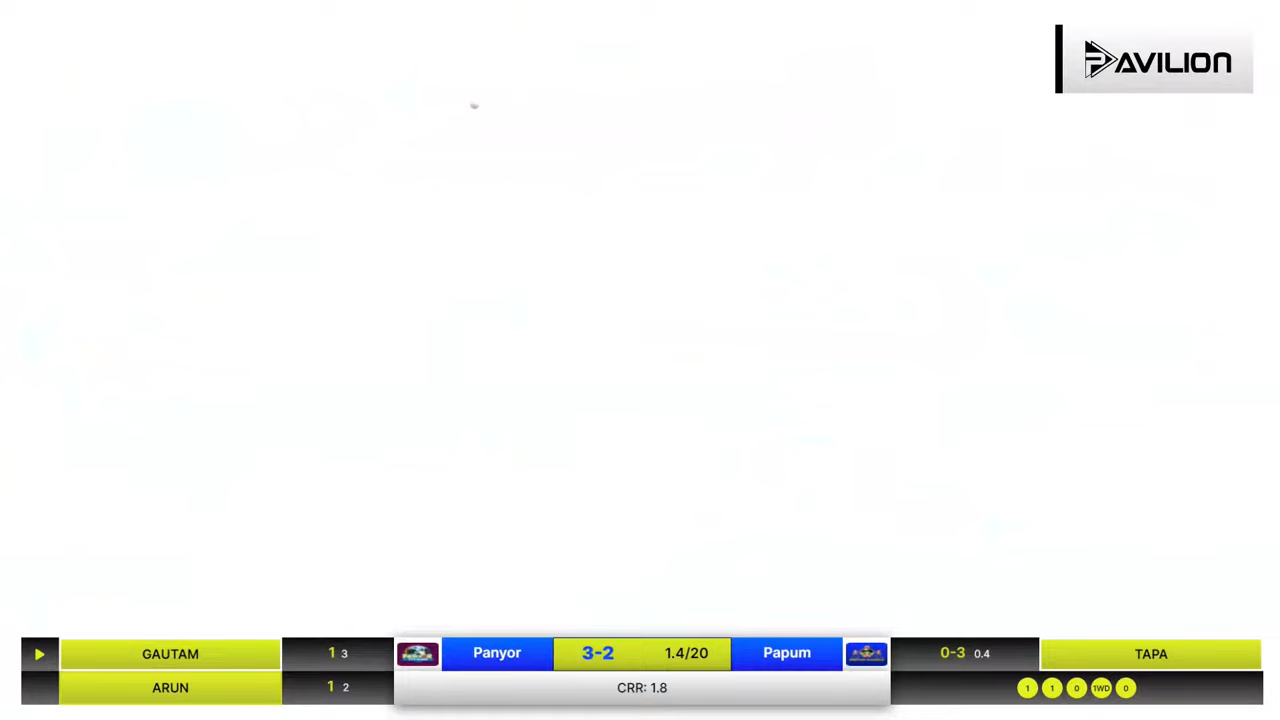 PAVILION
GAUTAM 1 3 Panyor 3-2 1.4/20 Papum 0-3 0.4 TAPA
ARUN 1 2 CRR: 1.8 1 1 0 1WD 0